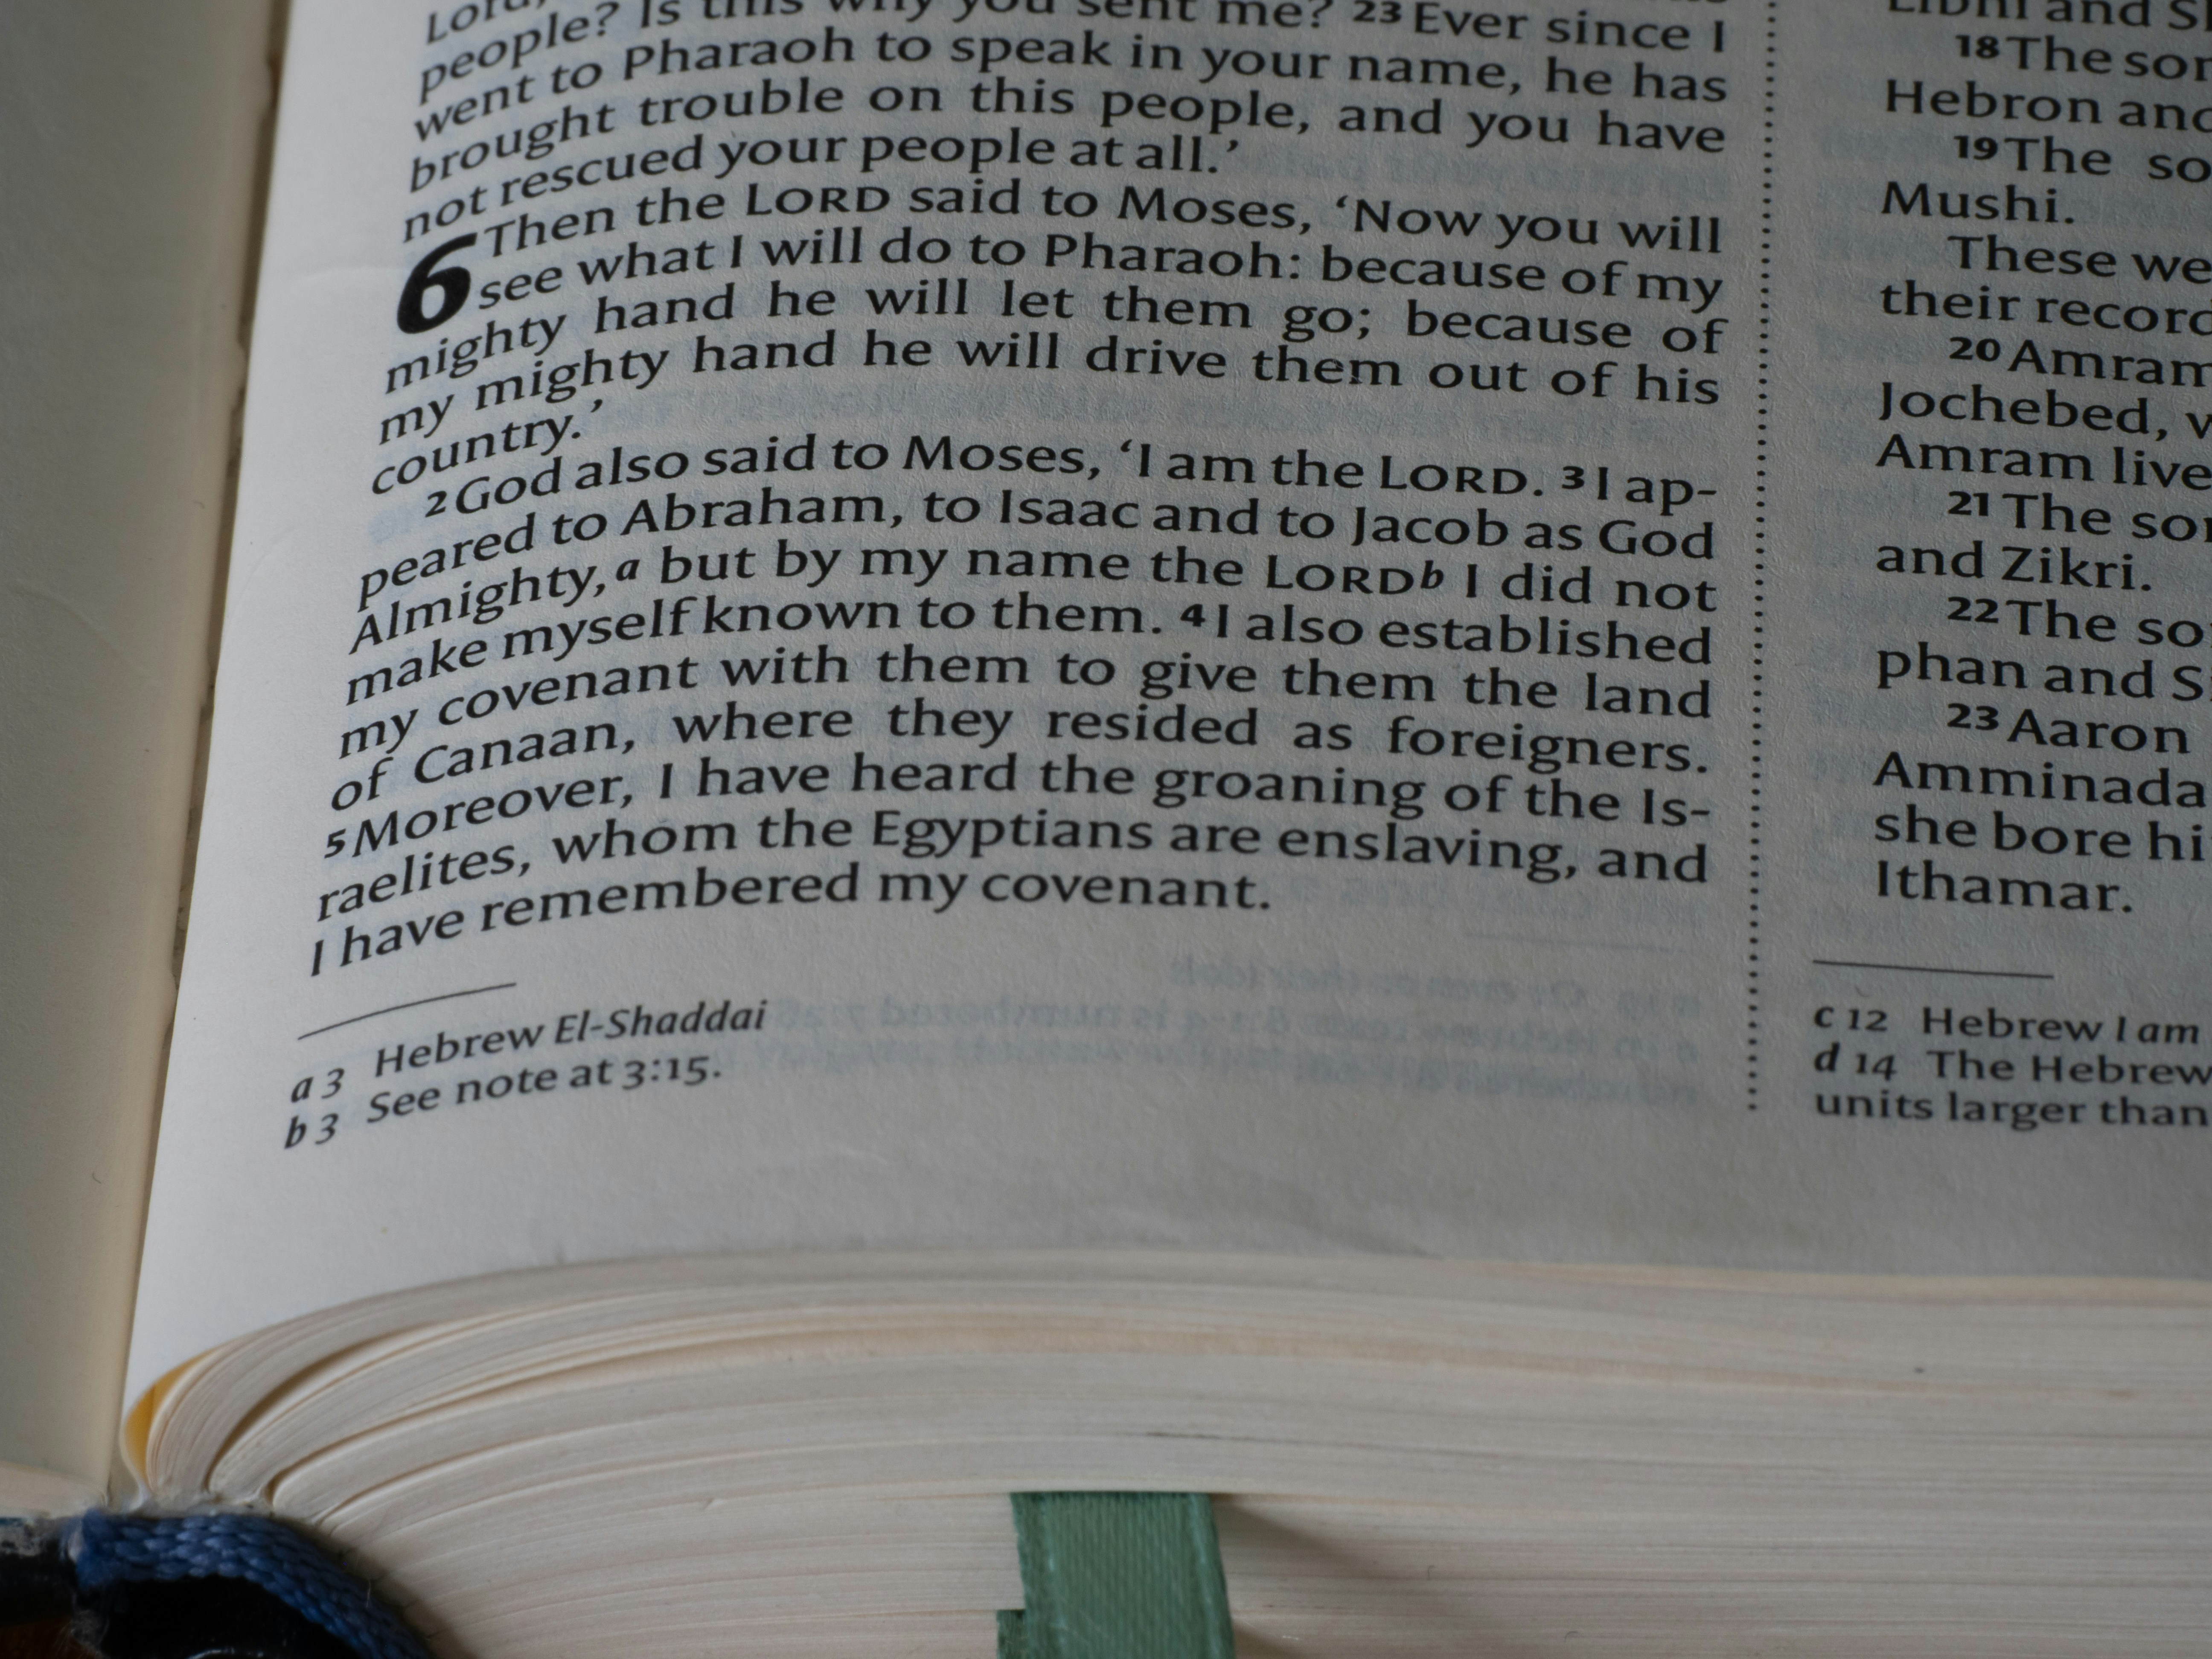 Lord,
people? Is this why you sent me? 23 Ever since I
went to Pharaoh to speak in your name, he has
brought trouble on this people, and you have
not rescued your people at all.’
6 Then the LORD said to Moses, ‘Now you will
see what I will do to Pharaoh: because of my
mighty hand he will let them go; because of
my mighty hand he will drive them out of his
country.’
2 God also said to Moses, ‘I am the LORD. 3 I ap-
peared to Abraham, to Isaac and to Jacob as God
Almighty,a but by my name the LORDb I did not
make myself known to them. 4 I also established
my covenant with them to give them the land
of Canaan, where they resided as foreigners.
5 Moreover, I have heard the groaning of the Is-
raelites, whom the Egyptians are enslaving, and
I have remembered my covenant.
a 3 Hebrew El-Shaddai
b 3 See note at 3:15.
Libni and
18 The
Hebron and
19 The
Mushi.
These
their
20 Amram
Jochebed,
Amram
21 The
and Zikri.
22 The
phan and
23 Aaron
she bore
Ithamar.
c 12 Hebrew I am
d 14 The Hebrew
units larger than